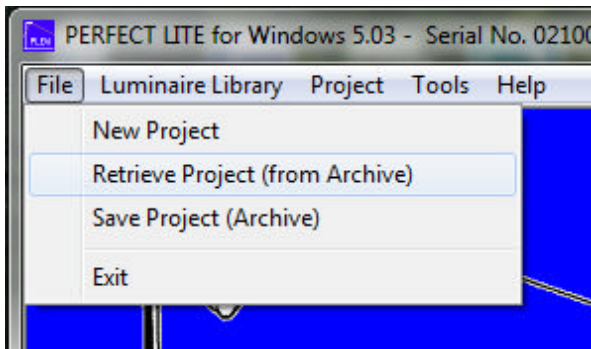 PERFECT LITE for Windows 5.03 - Serial No. 02100
File Luminaire Library Project Tools Help
New Project
Retrieve Project (from Archive)
Save Project (Archive)
Exit